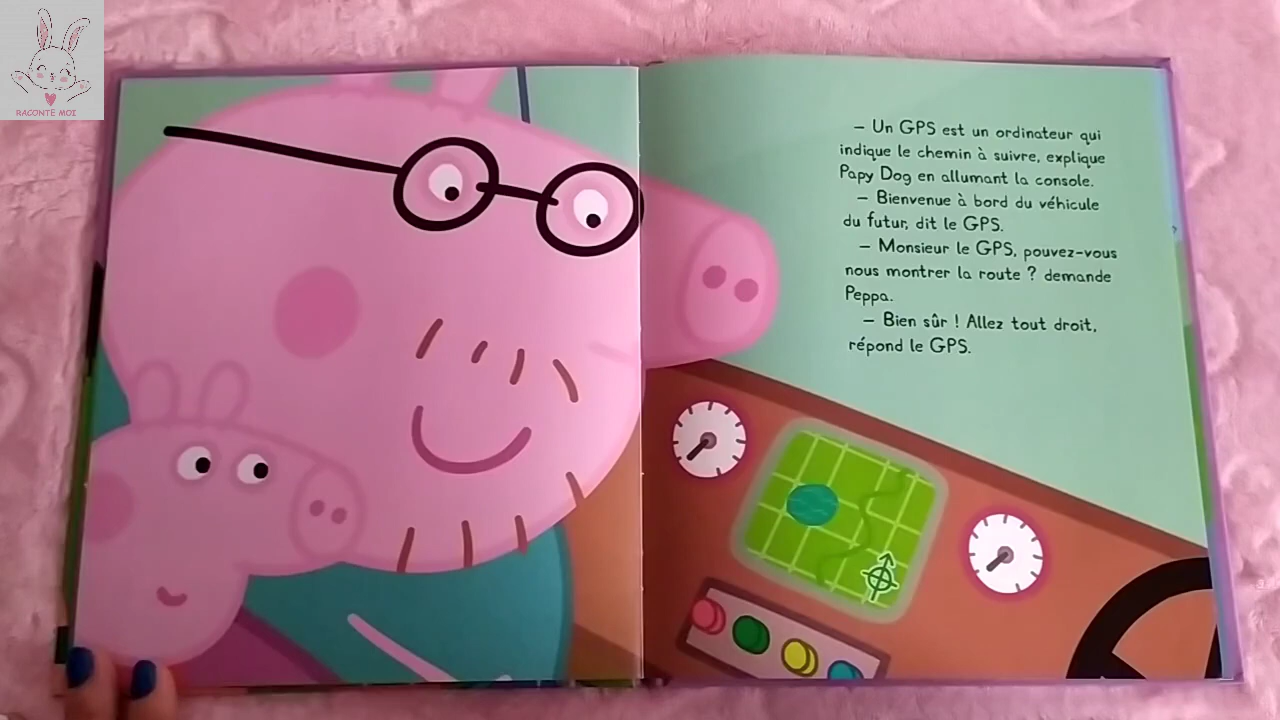 RACONTE MOI
– Un GPS est un ordinateur qui
indique le chemin à suivre, explique
Papy Dog en allumant la console.
– Bienvenue à bord du véhicule
du futur, dit le GPS.
– Monsieur le GPS, pouvez-vous
nous montrer la route ? demande
Peppa.
– Bien sûr ! Allez tout droit,
répond le GPS.